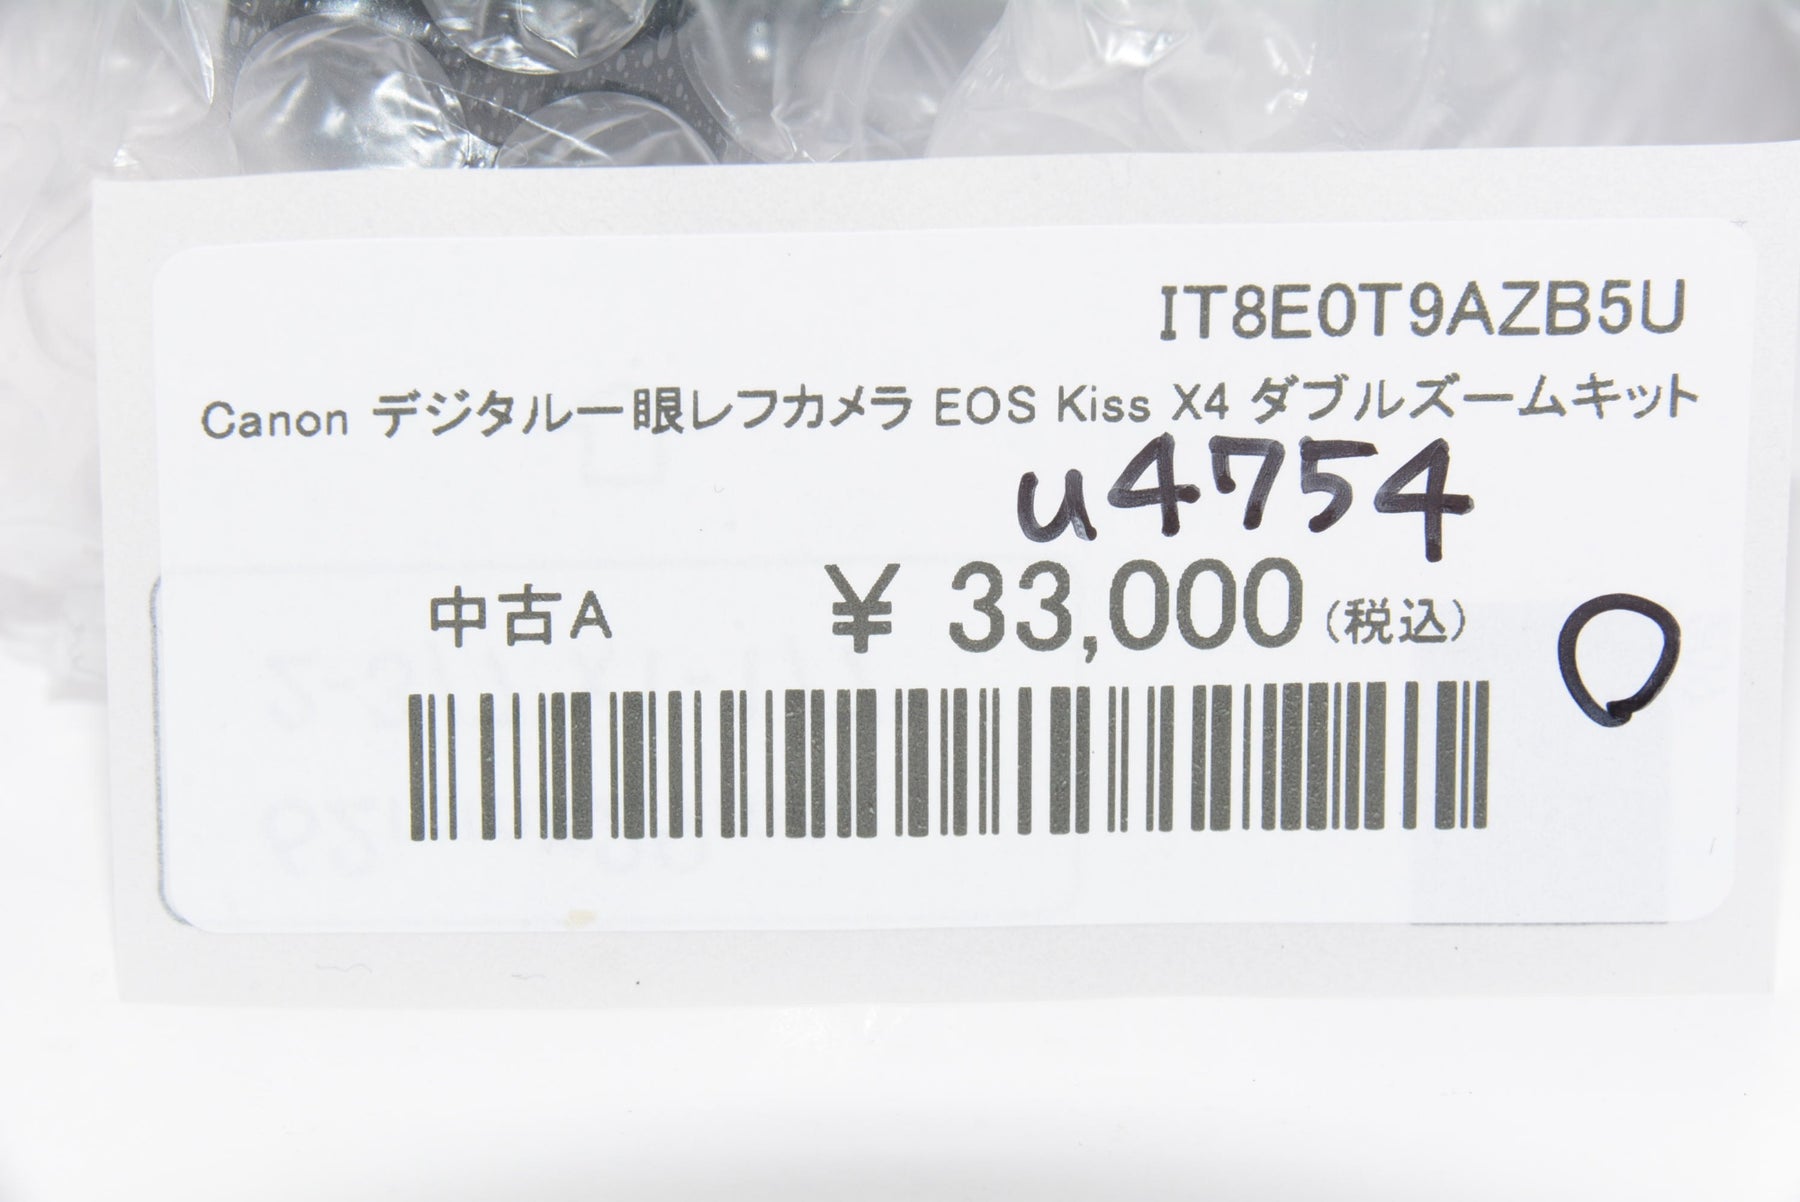 IT8E0T9AZB5U
Canon デジタル一眼レフカメラ EOS Kiss X4 ダブルズームキット
u4754
中古A ¥ 33,000 (税込)